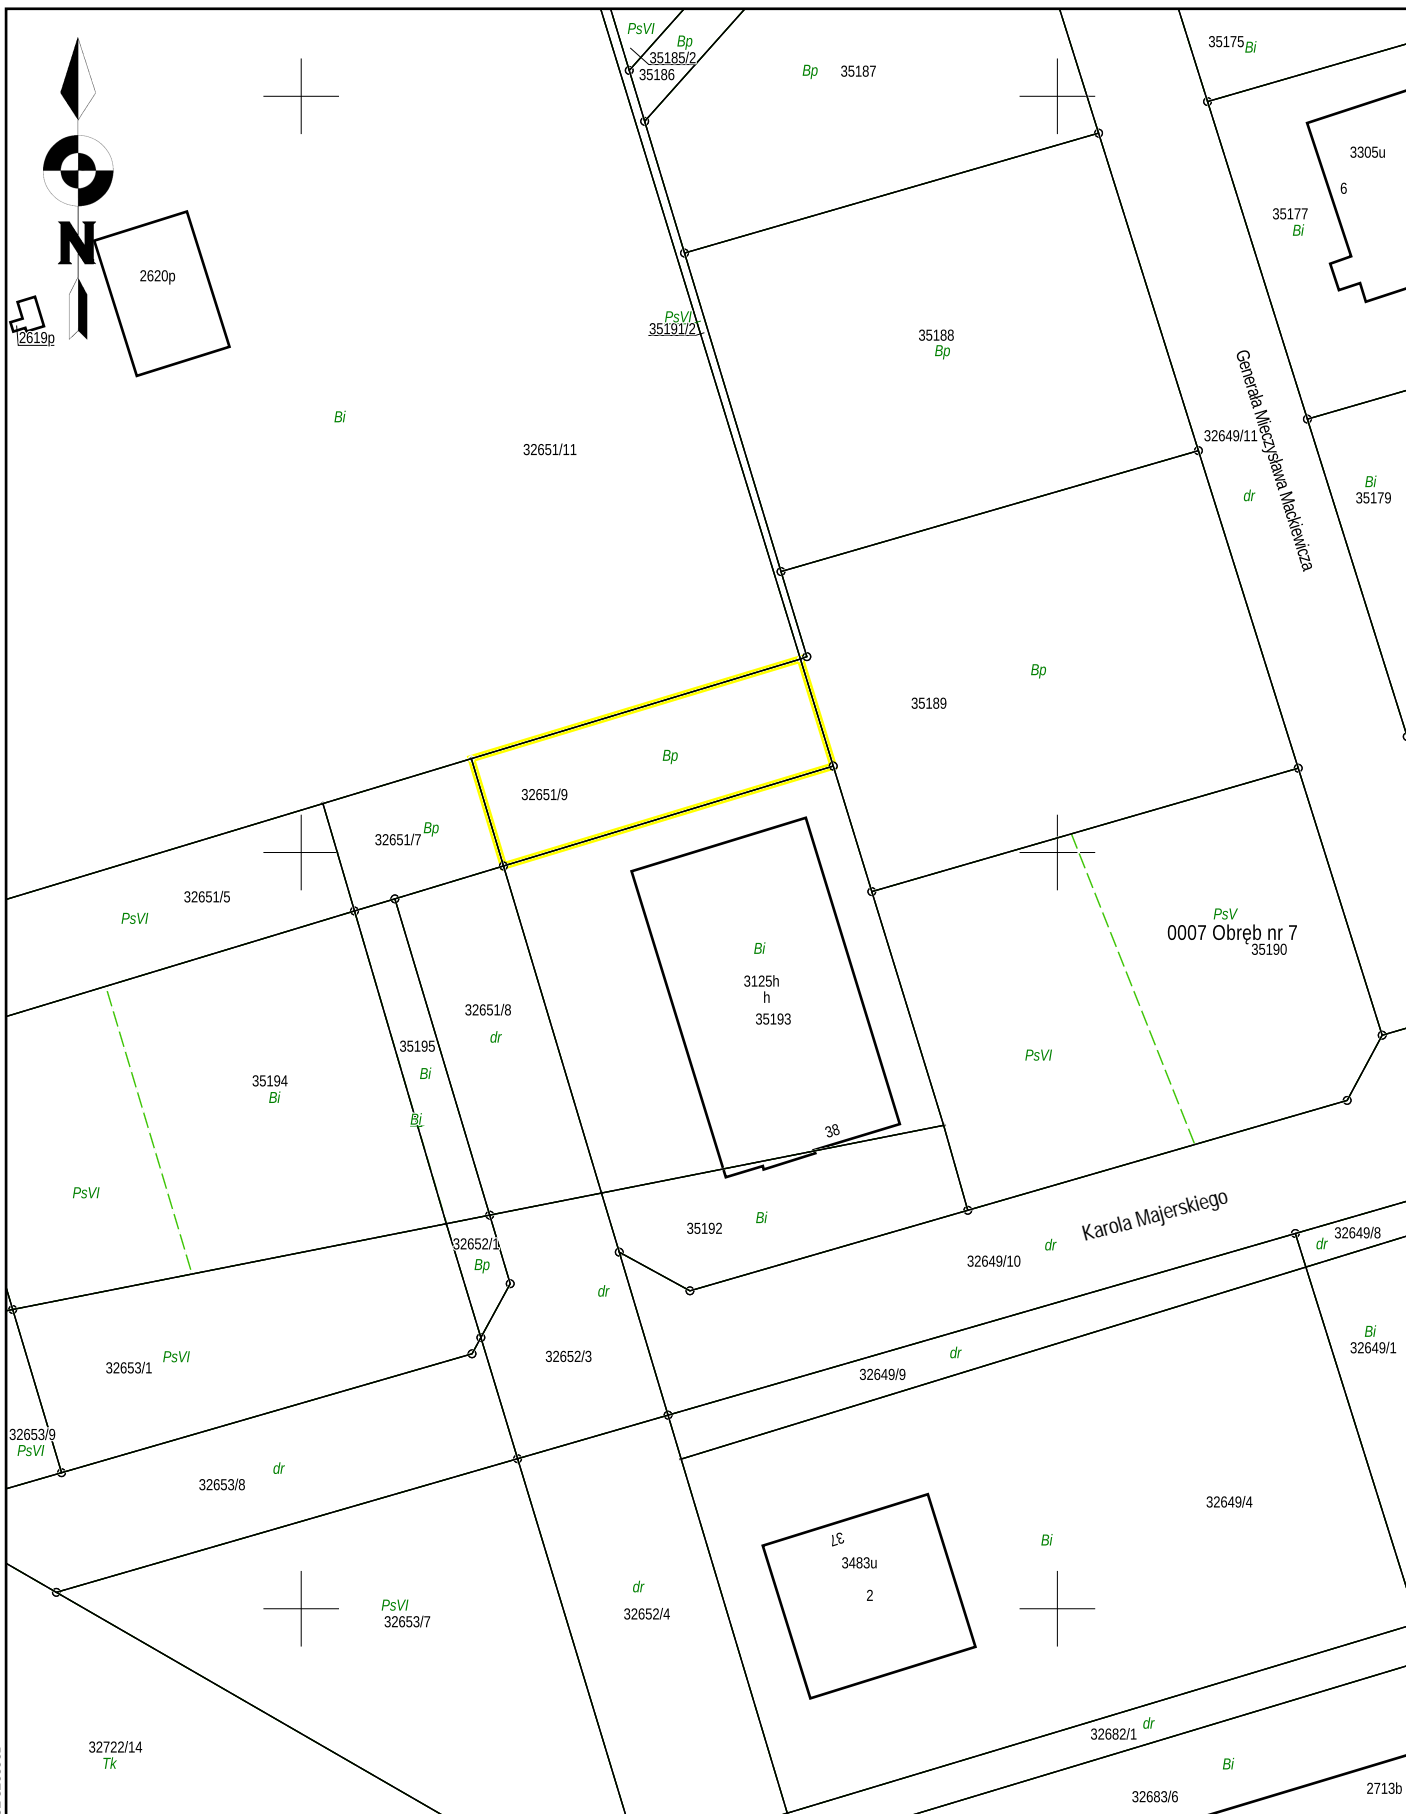 PsVI
Bp
35185/2
35186
Bp 35187
35175 Bi
3305u
6
35177
Bi
N
2620p
2619p
PsVI
35191/2
35188
Bp
Bi
32651/11
Generała Mieczysława Mackiewicza
32649/11
dr
Bi
35179
Bp
35189
Bp
32651/9
32651/7 Bp
32651/5
PsVI
PsV
0007 Obręb nr 7
35190
Bi
3125h
h
35193
32651/8
dr
35195
Bi
35194
Bi
Bi
PsVI
38
PsVI
35192 Bi
32652/1
Bp
Karola Majerskiego
dr
32649/10
32649/8
dr
dr
32652/3
PsVI
32653/1
dr
32649/9
Bi
32649/1
32653/9
PsVI
dr
32653/8
32649/4
Bi
37
3483u
2
dr
32652/4
PsVI
32653/7
32722/14
Tk
dr
32682/1
Bi
32683/6
2713b